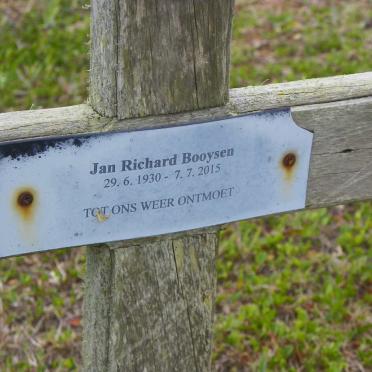 Jan Richard Booysen
29. 6. 1930 - 7. 7. 2015
TOT ONS WEER ONTMOET